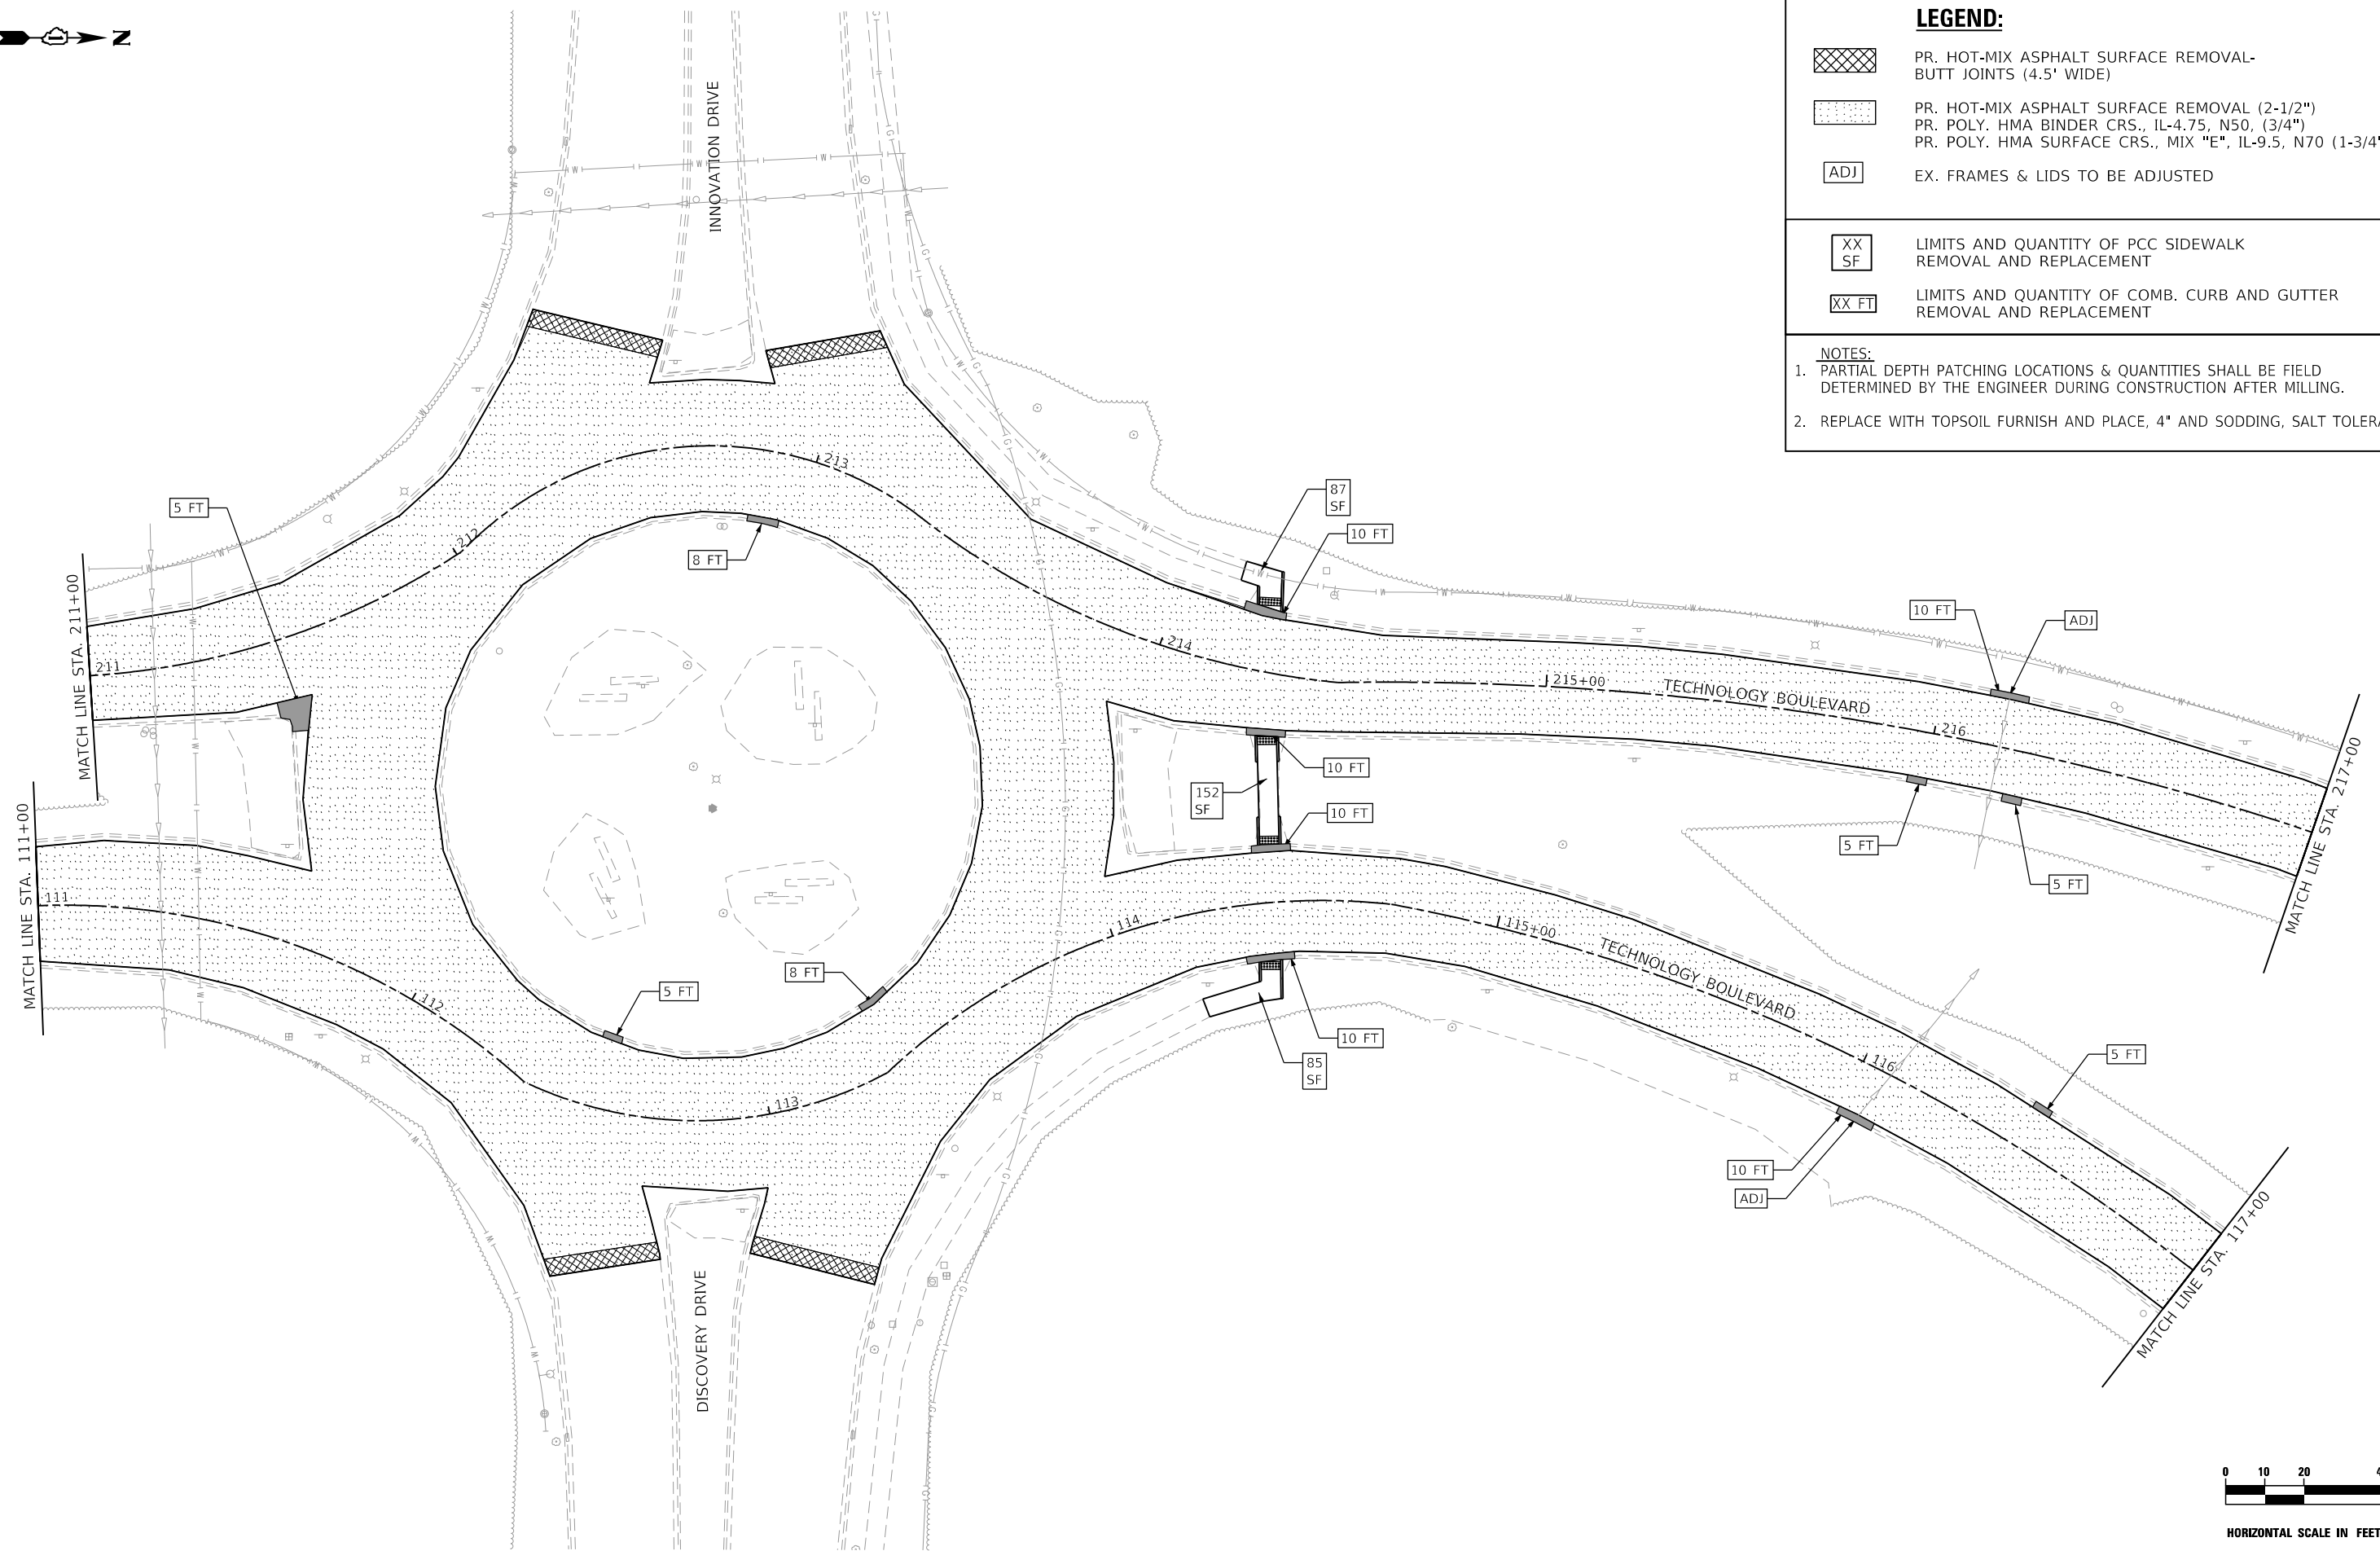 N
LEGEND:
PR. HOT-MIX ASPHALT SURFACE REMOVAL-
BUTT JOINTS (4.5' WIDE)
PR. HOT-MIX ASPHALT SURFACE REMOVAL (2-1/2")
PR. POLY. HMA BINDER CRS., IL-4.75, N50, (3/4")
PR. POLY. HMA SURFACE CRS., MIX "E", IL-9.5, N70 (1-3/4"
ADJ
EX. FRAMES & LIDS TO BE ADJUSTED
XX
SF
LIMITS AND QUANTITY OF PCC SIDEWALK
REMOVAL AND REPLACEMENT
XX FT
LIMITS AND QUANTITY OF COMB. CURB AND GUTTER
REMOVAL AND REPLACEMENT
NOTES:
1. PARTIAL DEPTH PATCHING LOCATIONS & QUANTITIES SHALL BE FIELD
DETERMINED BY THE ENGINEER DURING CONSTRUCTION AFTER MILLING.
2. REPLACE WITH TOPSOIL FURNISH AND PLACE, 4" AND SODDING, SALT
INNOVATION DRIVE
213
212
5 FT
8 FT
87
SF
10 FT
MATCH LINE STA. 211+00
211
214
215+00
TECHNOLOGY BOULEVARD
10 FT
ADJ
216
MATCH LINE STA. 217+00
10 FT
152
SF
10 FT
5 FT
5 FT
MATCH LINE STA. 111+00
111
112
113
114
115+00
TECHNOLOGY BOULEVARD
116
8 FT
5 FT
10 FT
85
SF
5 FT
10 FT
ADJ
MATCH LINE STA. 117+00
DISCOVERY DRIVE
0 10 20
HORIZONTAL SCALE IN FEET